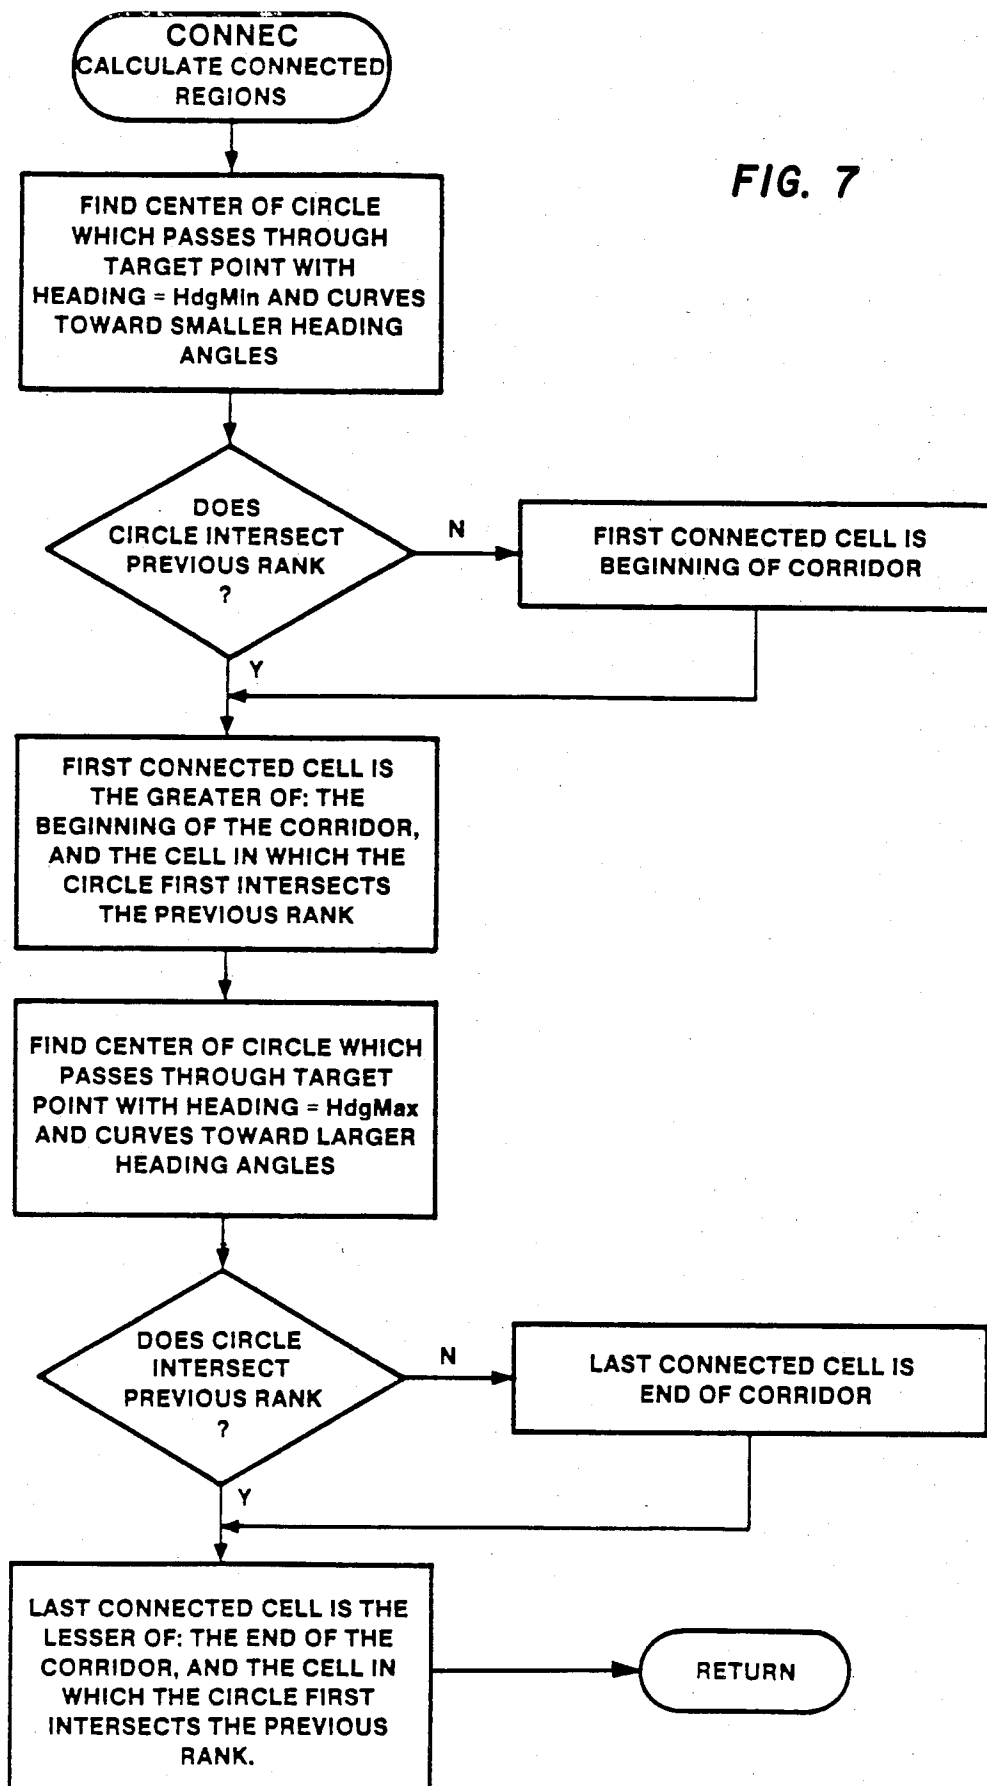 CONNEC
CALCULATE CONNECTED
REGIONS
FIG. 7
FIND CENTER OF CIRCLE
WHICH PASSES THROUGH
TARGET POINT WITH
HEADING = HdgMin AND CURVES
TOWARD SMALLER HEADING
ANGLES
DOES
CIRCLE INTERSECT
PREVIOUS RANK
?
N
FIRST CONNECTED CELL IS
BEGINNING OF CORRIDOR
Y
FIRST CONNECTED CELL IS
THE GREATER OF: THE
BEGINNING OF THE CORRIDOR,
AND THE CELL IN WHICH THE
CIRCLE FIRST INTERSECTS
THE PREVIOUS RANK
FIND CENTER OF CIRCLE WHICH
PASSES THROUGH TARGET
POINT WITH HEADING = HdgMax
AND CURVES TOWARD LARGER
HEADING ANGLES
DOES CIRCLE
INTERSECT
PREVIOUS RANK
?
N
LAST CONNECTED CELL IS
END OF CORRIDOR
Y
LAST CONNECTED CELL IS THE
LESSER OF: THE END OF THE
CORRIDOR, AND THE CELL IN
WHICH THE CIRCLE FIRST
INTERSECTS THE PREVIOUS
RANK.
RETURN